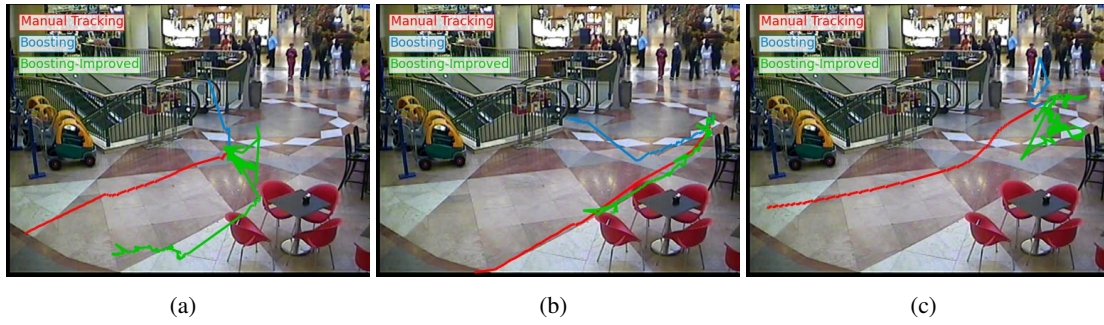 Manual Tracking
Boosting
Boosting-Improved
Manual Tracking
Boosting
Boosting-Improved
Manual Tracking
Boosting
Boosting-Improved
(a)
(b)
(c)